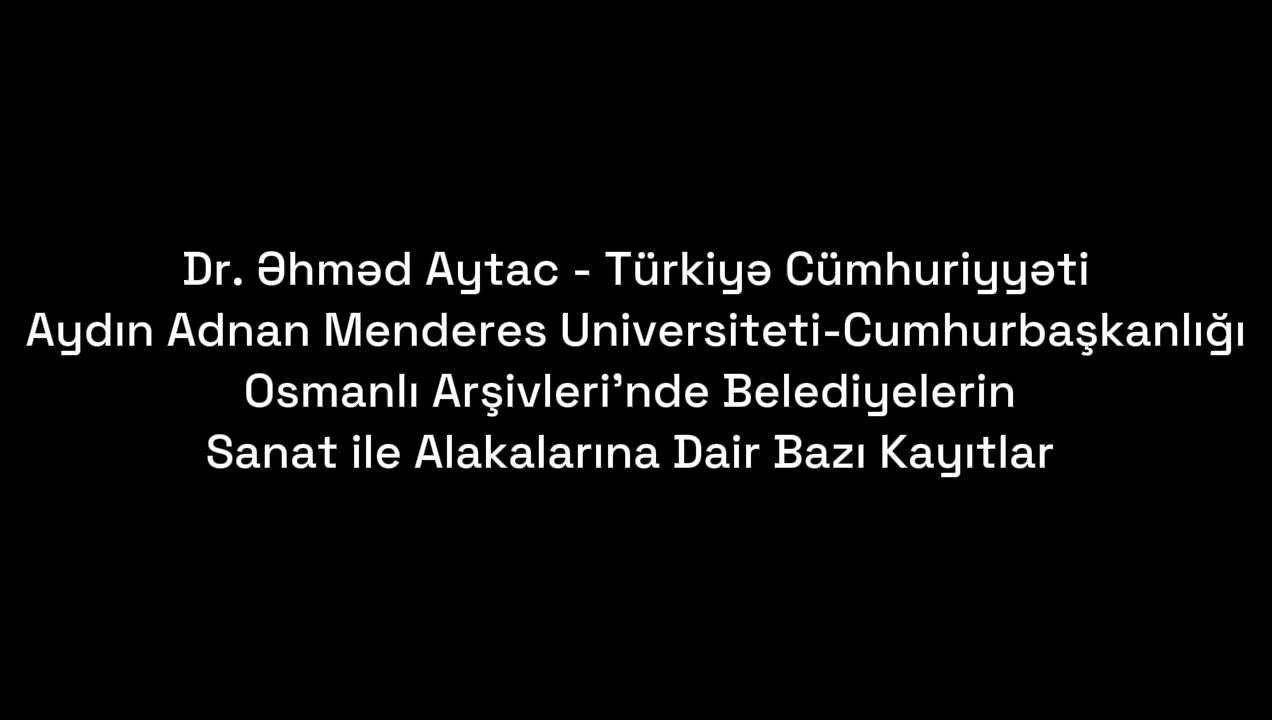 Dr. Əhməd Aytac - Türkiyə Cümhuriyyəti
Aydın Adnan Menderes Universiteti-Cumhurbaşkanlığı
Osmanlı Arşivleri’nde Belediyelerin
Sanat ile Alakalarına Dair Bazı Kayıtlar